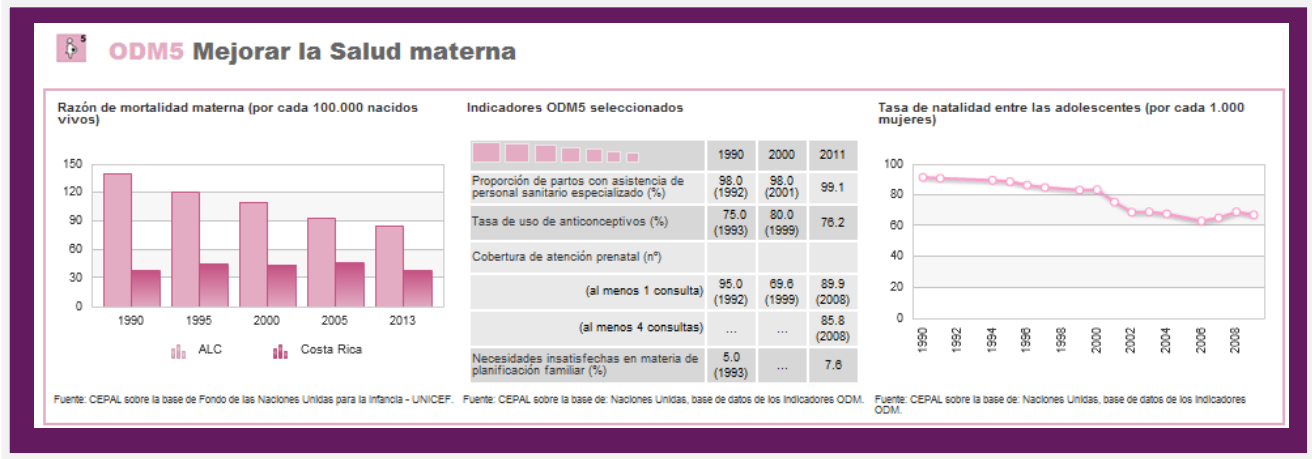 5
ODM5 Mejorar la Salud materna
Razón de mortalidad materna (por cada 100.000 nacidos
vivos)
150
120
90
60
30
0
1990 1995 2000 2005 2013
ALC Costa Rica
Fuente: CEPAL sobre la base de Fondo de las Naciones Unidas para la Infancia - UNICEF.
Indicadores ODM5 seleccionados
1990 2000 2011
Proporción de partos con asistencia de
personal sanitario especializado (%)
98.0 98.0 99.1
(1992) (2001)
Tasa de uso de anticonceptivos (%)
75.0 80.0 76.2
(1993) (1999)
Cobertura de atención prenatal (nº)
(al menos 1 consulta)
95.0 69.6 89.9
(1992) (1999) (2008)
(al menos 4 consultas)
... ... 85.8
(2008)
Necesidades insatisfechas en materia de
planificación familiar (%)
5.0 ... 7.6
(1993)
Fuente: CEPAL sobre la base de: Naciones Unidas, base de datos de los Indicadores ODM.
Tasa de natalidad entre las adolescentes (por cada 1.000
mujeres)
100
80
60
40
20
0
1990 1992 1994 1996 1998 2000 2002 2004 2006 2008
Fuente: CEPAL sobre la base de: Naciones Unidas, base de datos de los Indicadores
ODM.